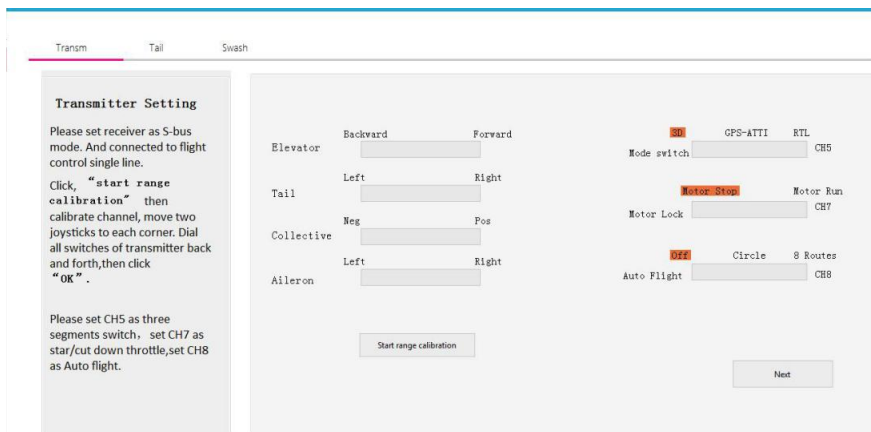 Transm Tail Swash
Transmitter Setting
Please set receiver as S-bus
mode. And connected to flight
control single line.
Click, “start range
calibration” then
calibrate channel, move two
joysticks to each corner. Dial
all switches of transmitter back
and forth,then click
“OK”.
Please set CH5 as three
segments switch, set CH7 as
star/cut down throttle,set CH8
as Auto flight.
Backward Forward
Elevator
Left Right
Tail
Neg Pos
Collective
Left Right
Aileron
Start range calibration
3D GPS-ATTI RTL
Mode switch CH5
Motor Stop Motor Run
Motor Lock CH7
Off Circle 8 Routes
Auto Flight CH8
Next